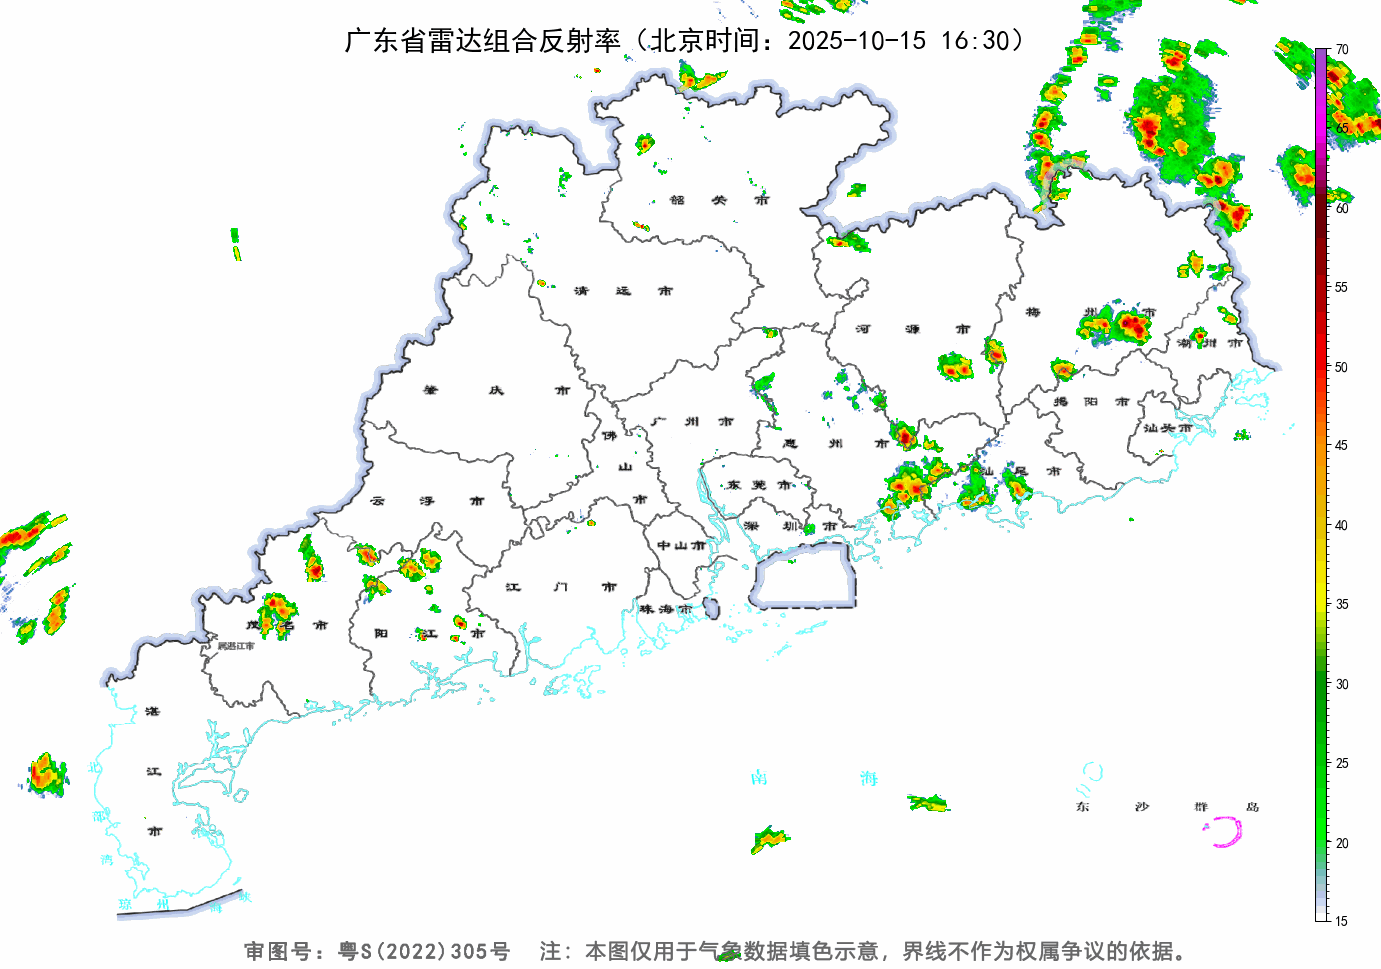 广东省雷达组合反射率（北京时间：2025-10-15 16:30）
70
65
60
55
50
45
40
35
30
25
20
15
韶关市
清远市
河源市
梅州市
潮州市
肇庆市
广州市
惠州市
揭阳市
汕头市
佛山市
汕尾市
云浮市
东莞市
深圳市
中山市
江门市
珠海市
茂名市
阳江市
属湛江市
湛江市
北部湾
南海
东沙群岛
琼州海峡
审图号：粤S(2022)305号 注：本图仅用于气象数据填色示意，界线不作为权属争议的依据。